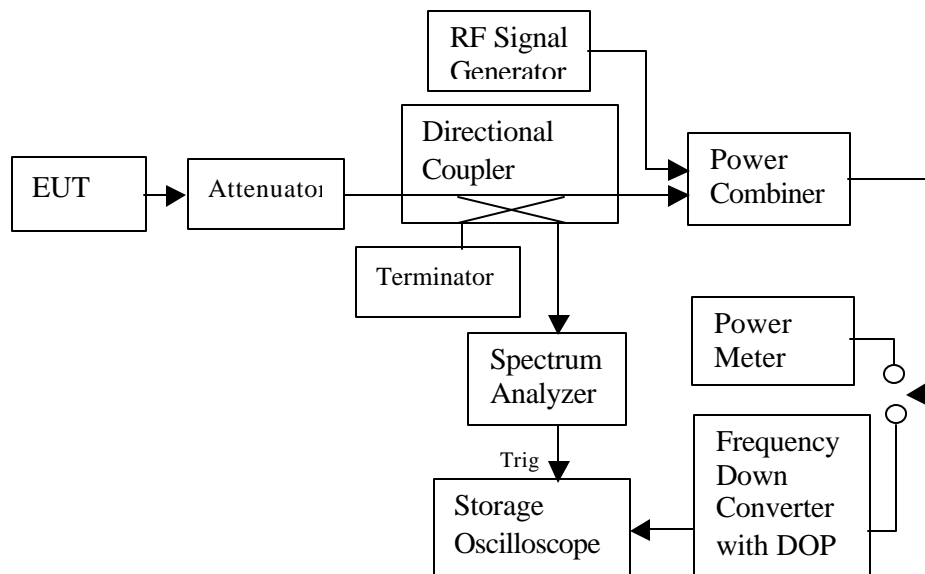 RF Signal
Generator
Directional
Coupler
EUT
Attenuator
Power
Combiner
Terminator
Power
Meter
Spectrum
Analyzer
Trig
Frequency
Down
Converter
with DOP
Storage
Oscilloscope